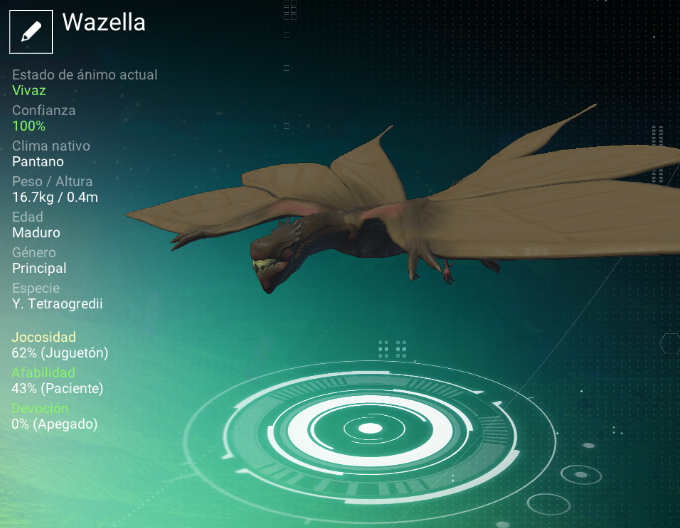 Wazella
Estado de ánimo actual
Vivaz
Confianza
100%
Clima nativo
Pantano
Peso / Altura
16.7kg / 0.4m
Edad
Maduro
Género
Principal
Especie
Y. Tetraogredii
Jocosidad
62% (Juguetón)
Afabilidad
43% (Paciente)
Devoción
0% (Apegado)